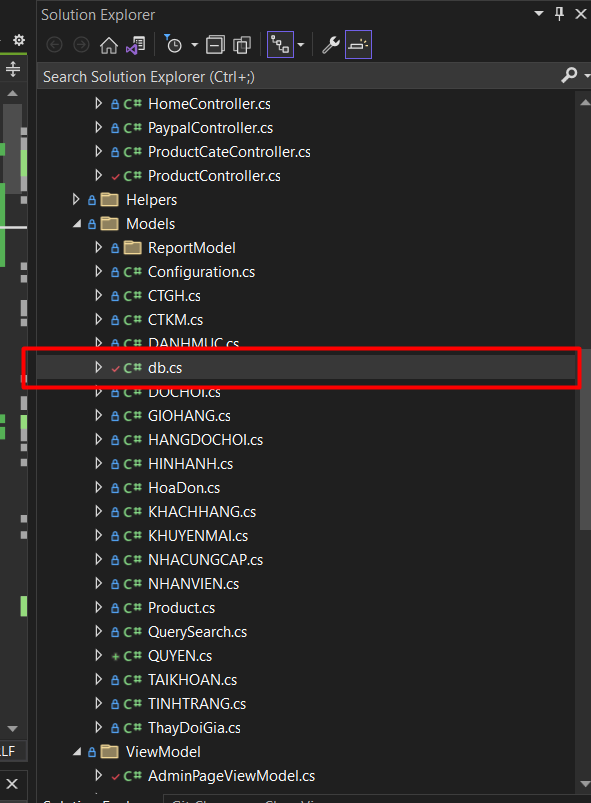 Solution Explorer
Search Solution Explorer (Ctrl+;)
C# HomeController.cs
C# PaypalController.cs
C# ProductCateController.cs
C# ProductController.cs
Helpers
Models
ReportModel
C# Configuration.cs
C# CTGH.cs
C# CTKM.cs
C# DANHMUC.cs
C# db.cs
C# DOCHOI.cs
C# GIOHANG.cs
C# HANGDOCHOI.cs
C# HINHANH.cs
C# HoaDon.cs
C# KHACHHANG.cs
C# KHUYENMAI.cs
C# NHACUNGCAP.cs
C# NHANVIEN.cs
C# Product.cs
C# QuerySearch.cs
C# QUYEN.cs
C# TAIKHOAN.cs
C# TINHTRANG.cs
C# ThayDoiGia.cs
LF
ViewModel
C# AdminPageViewModel.cs